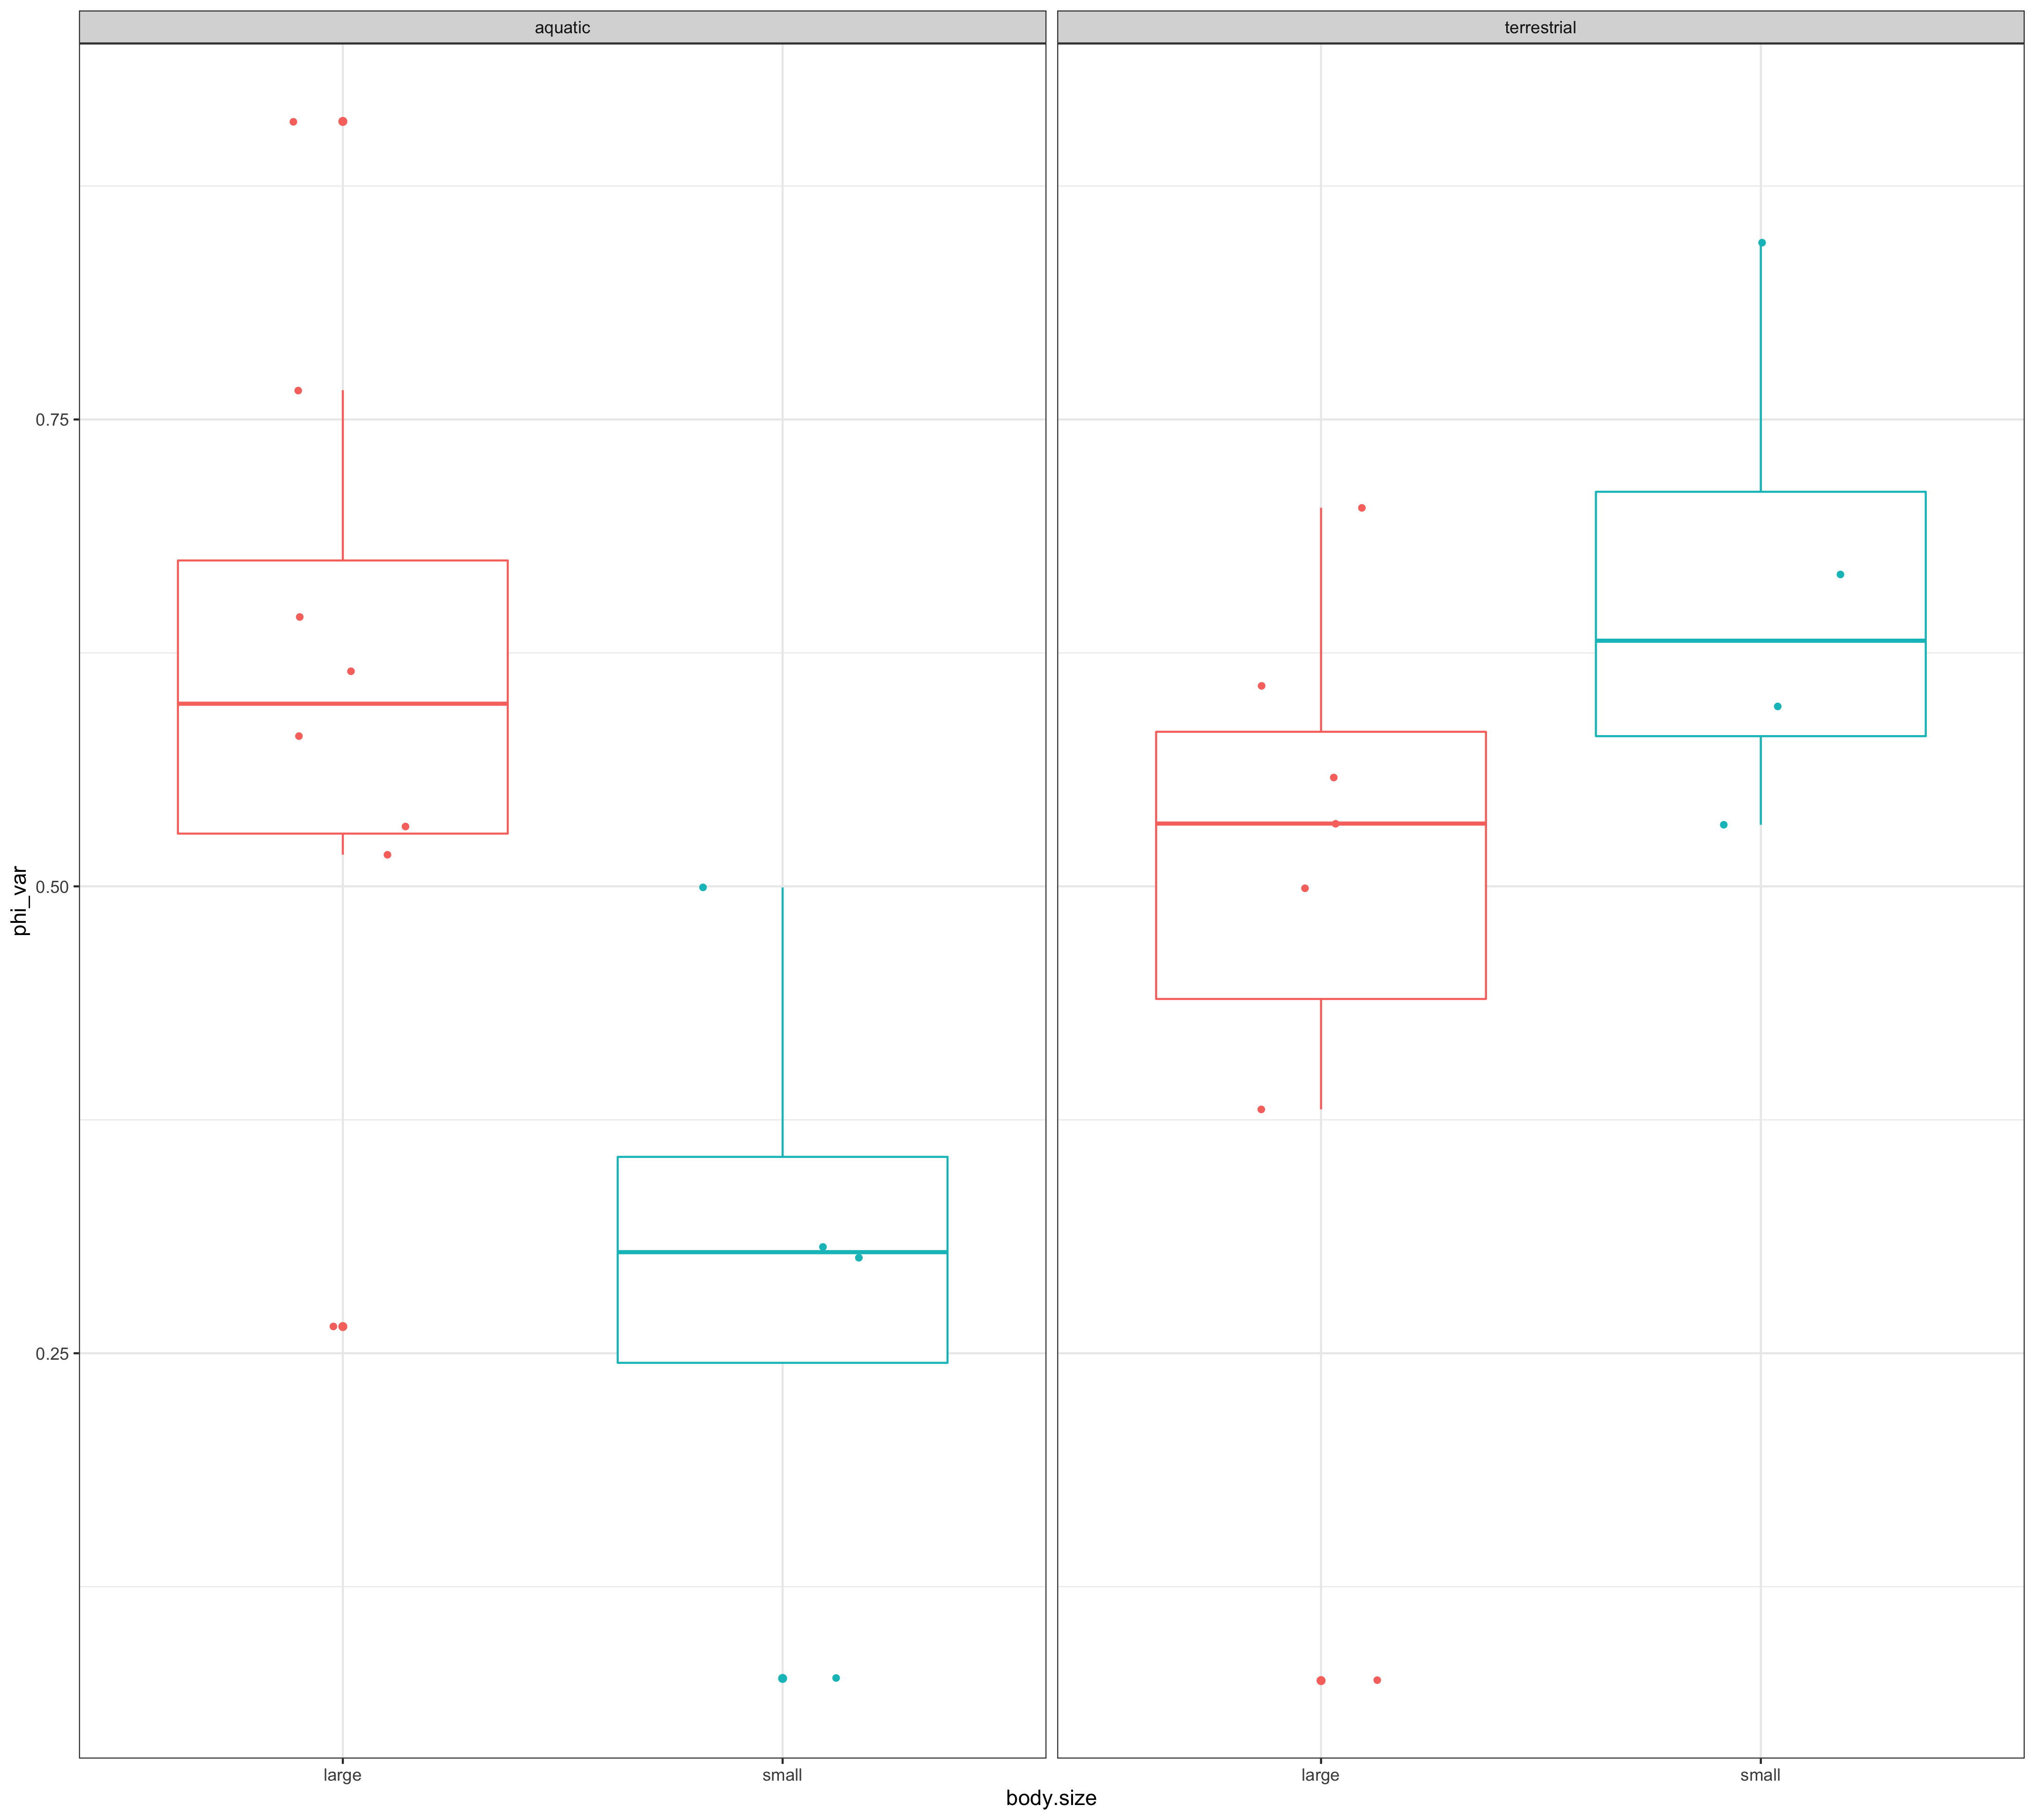 aquatic
terrestrial
phi_var
0.75
0.50
0.25
large
small
large
small
body.size